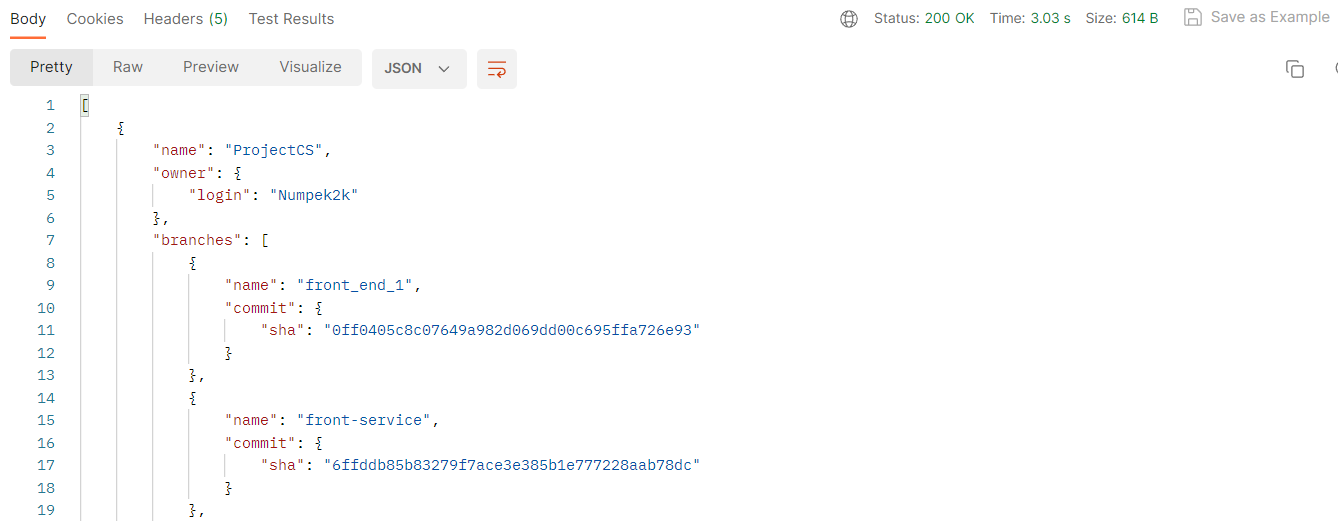 Body Cookies Headers (5) Test Results Status: 200 OK Time: 3.03 s Size: 614 B Save as Example
Pretty Raw Preview Visualize JSON
1 [
2 {
3 "name": "ProjectCS",
4 "owner": {
5 "login": "Numpek2k"
6 },
7 "branches": [
8 {
9 "name": "front_end_1",
10 "commit": {
11 "sha": "0ff0405c8c07649a982d069dd00c695ffa726e93"
12 }
13 },
14 {
15 "name": "front-service",
16 "commit": {
17 "sha": "6ffddb85b83279f7ace3e385b1e777228aab78dc"
18 }
19 },